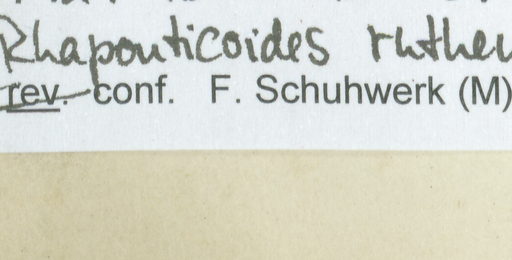 Rhaponticoides ruthen
rev. conf. F. Schuhwerk (M)